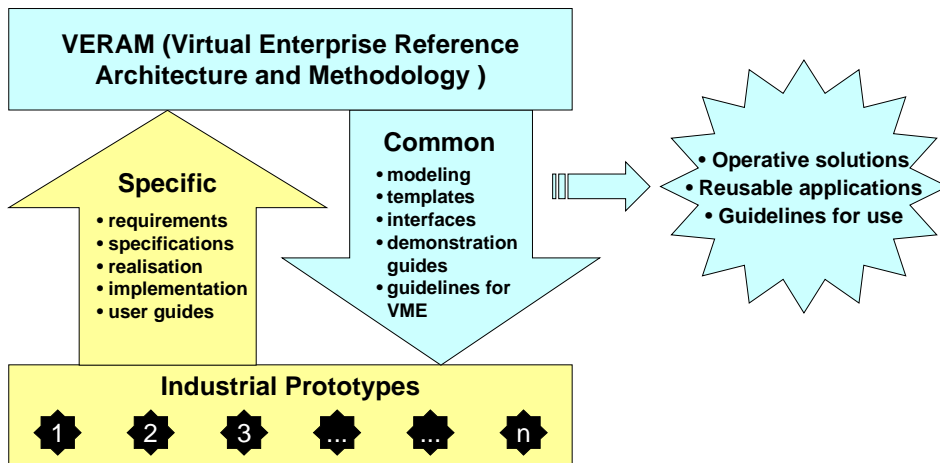 VERAM (Virtual Enterprise Reference
Architecture and Methodology )
Specific
• requirements
• specifications
• realisation
• implementation
• user guides
Common
• modeling
• templates
• interfaces
• demonstration
guides
• guidelines for
VME
• Operative solutions
• Reusable applications
• Guidelines for use
Industrial Prototypes
1 2 3 ... ... n